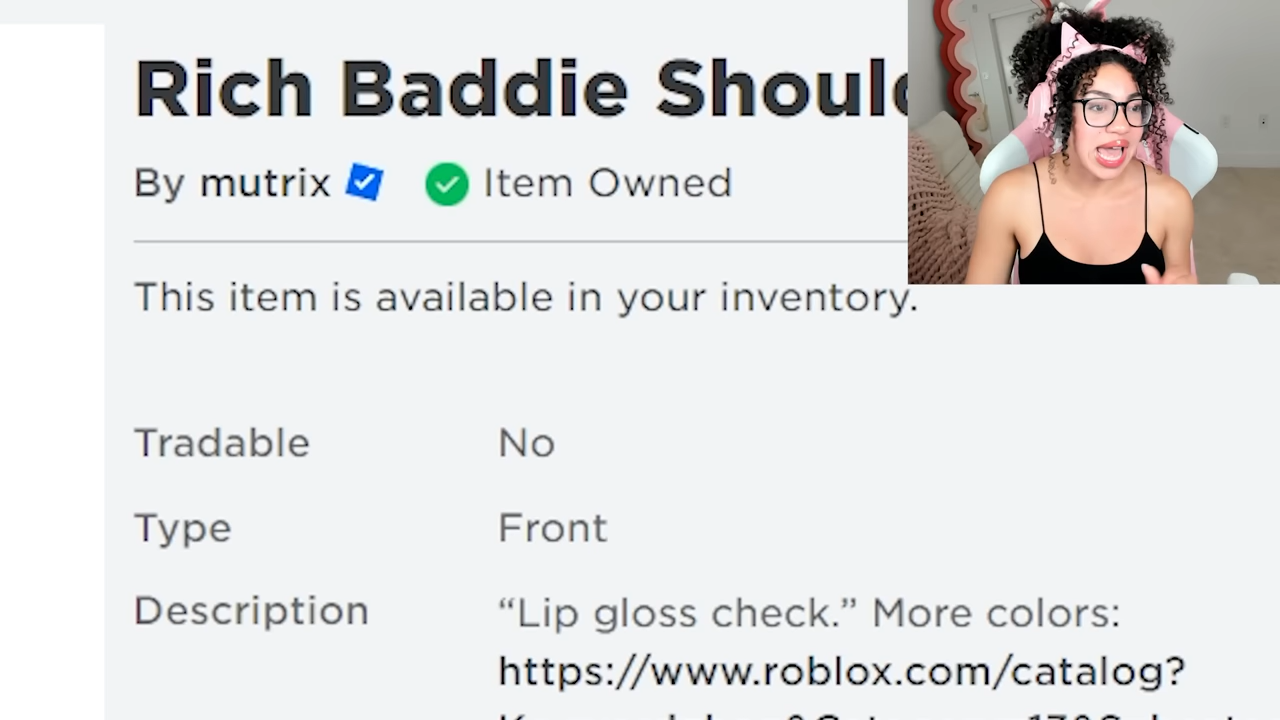 Rich Baddie Should
By mutrix Item Owned
This item is available in your inventory.
Tradable No
Type Front
Description “Lip gloss check.” More colors:
https://www.roblox.com/catalog?